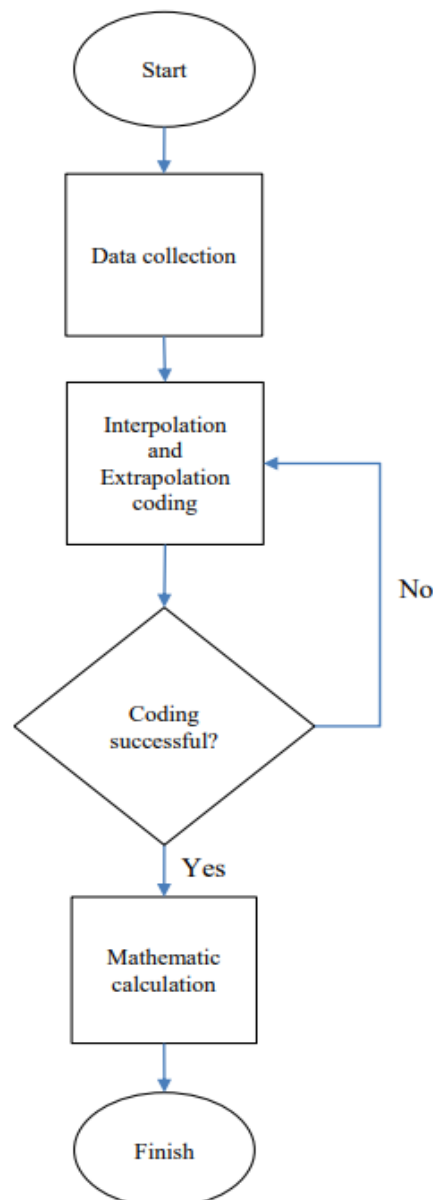 Start
Data collection
Interpolation
and
Extrapolation
coding
No
Coding
successful?
Yes
Mathematic
calculation
Finish